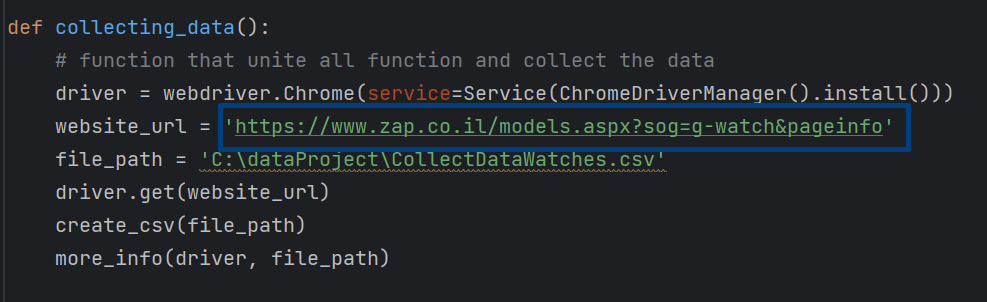 def collecting_data():
    # function that unite all function and collect the data
    driver = webdriver.Chrome(service=Service(ChromeDriverManager().install()))
    website_url = 'https://www.zap.co.il/models.aspx?sog=g-watch&pageinfo'
    file_path = 'C:\dataProject\CollectDataWatches.csv'
    driver.get(website_url)
    create_csv(file_path)
    more_info(driver, file_path)